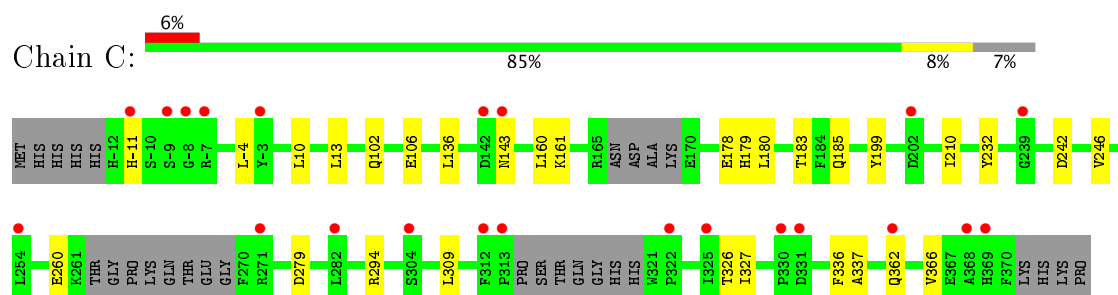 6%
Chain C:
85% 8% 7%
MET HIS HIS HIS HIS H-12 H-11 S-10 S-9 G-8 R-7 L-4 Y-3 L10 L13 Q102 E106 L136 D142 N143 L160 K161 R165 ASN ASP ALA LYS E170 E178 H179 L180 T183 F184 Q185 Y199 D202 I210 Y232 G239 D242 V246
L254 E260 K261 THR GLY PRO LYS GLN THR GLU GLY F270 R271 D279 L282 R294 S304 L309 F312 P313 PRO SER THR GLN GLY HIS HIS W321 P322 I325 T326 I327 P330 D331 F336 A337 Q362 V366 E367 A368 H369 F370 LYS HIS LYS PRO